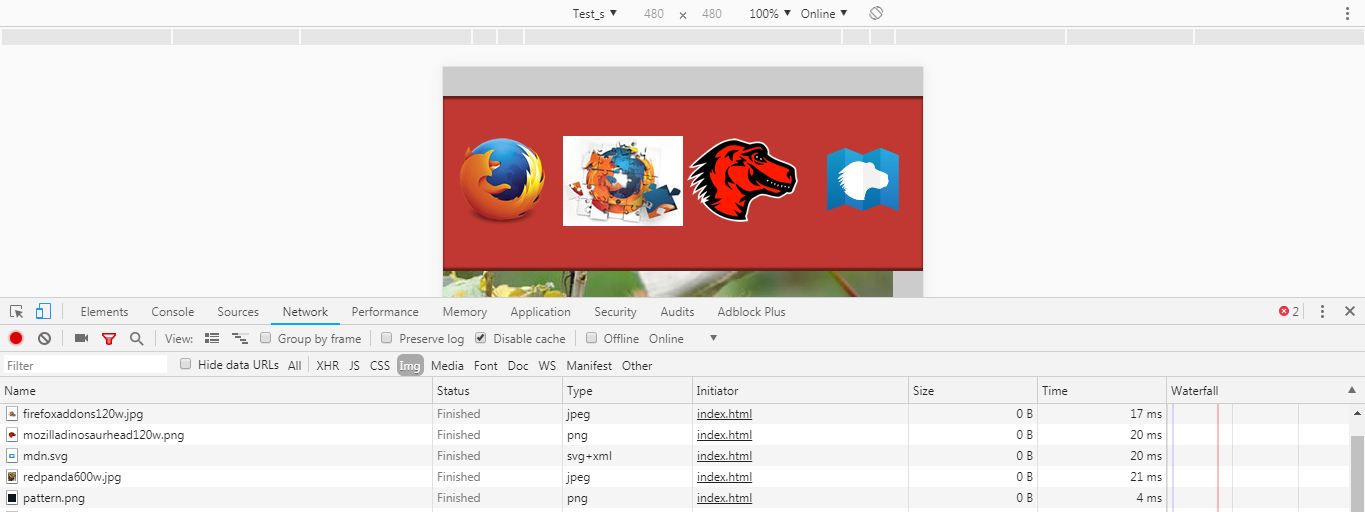 Test_s ▼ 480 × 480 100% ▼ Online ▼
Elements Console Sources Network Performance Memory Application Security Audits Adblock Plus 2
View: Group by frame Preserve log Disable cache Offline Online ▼
Filter Hide data URLs All XHR JS CSS Img Media Font Doc WS Manifest Other
Name Status Type Initiator Size Time Waterfall
firefoxaddons120w.jpg Finished jpeg index.html 0 B 17 ms
mozilladinosaurhead120w.png Finished png index.html 0 B 20 ms
mdn.svg Finished svg+xml index.html 0 B 20 ms
redpanda600w.jpg Finished jpeg index.html 0 B 21 ms
pattern.png Finished png index.html 0 B 4 ms